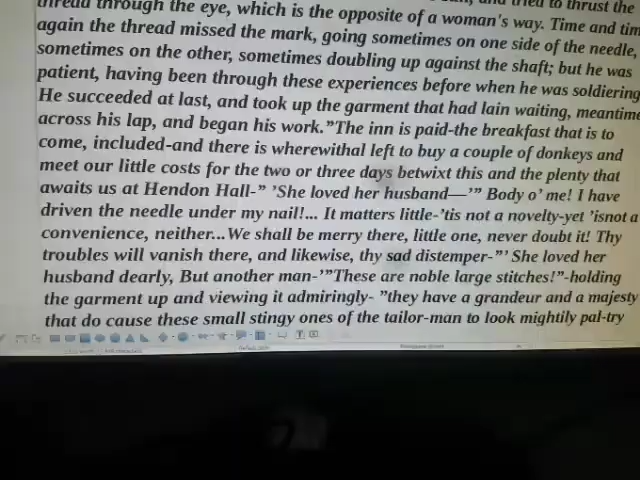 thread through the eye, which is the opposite of a woman's way. Time and tim
again the thread missed the mark, going sometimes on one side of the needle,
sometimes on the other, sometimes doubling up against the shaft; but he was
patient, having been through these experiences before when he was soldiering
He succeeded at last, and took up the garment that had lain waiting, meantime
across his lap, and began his work.”The inn is paid-the breakfast that is to
come, included-and there is wherewithal left to buy a couple of donkeys and
meet our little costs for the two or three days betwixt this and the plenty that
awaits us at Hendon Hall-” ’She loved her husband—’” Body o’ me! I have
driven the needle under my nail!... It matters little-’tis not a novelty-yet ’isnot a
convenience, neither...We shall be merry there, little one, never doubt it! Thy
troubles will vanish there, and likewise, thy sad distemper-”’ She loved her
husband dearly, But another man-’”These are noble large stitches!”-holding
the garment up and viewing it admiringly- ”they have a grandeur and a majesty
that do cause these small stingy ones of the tailor-man to look mightily pal-try